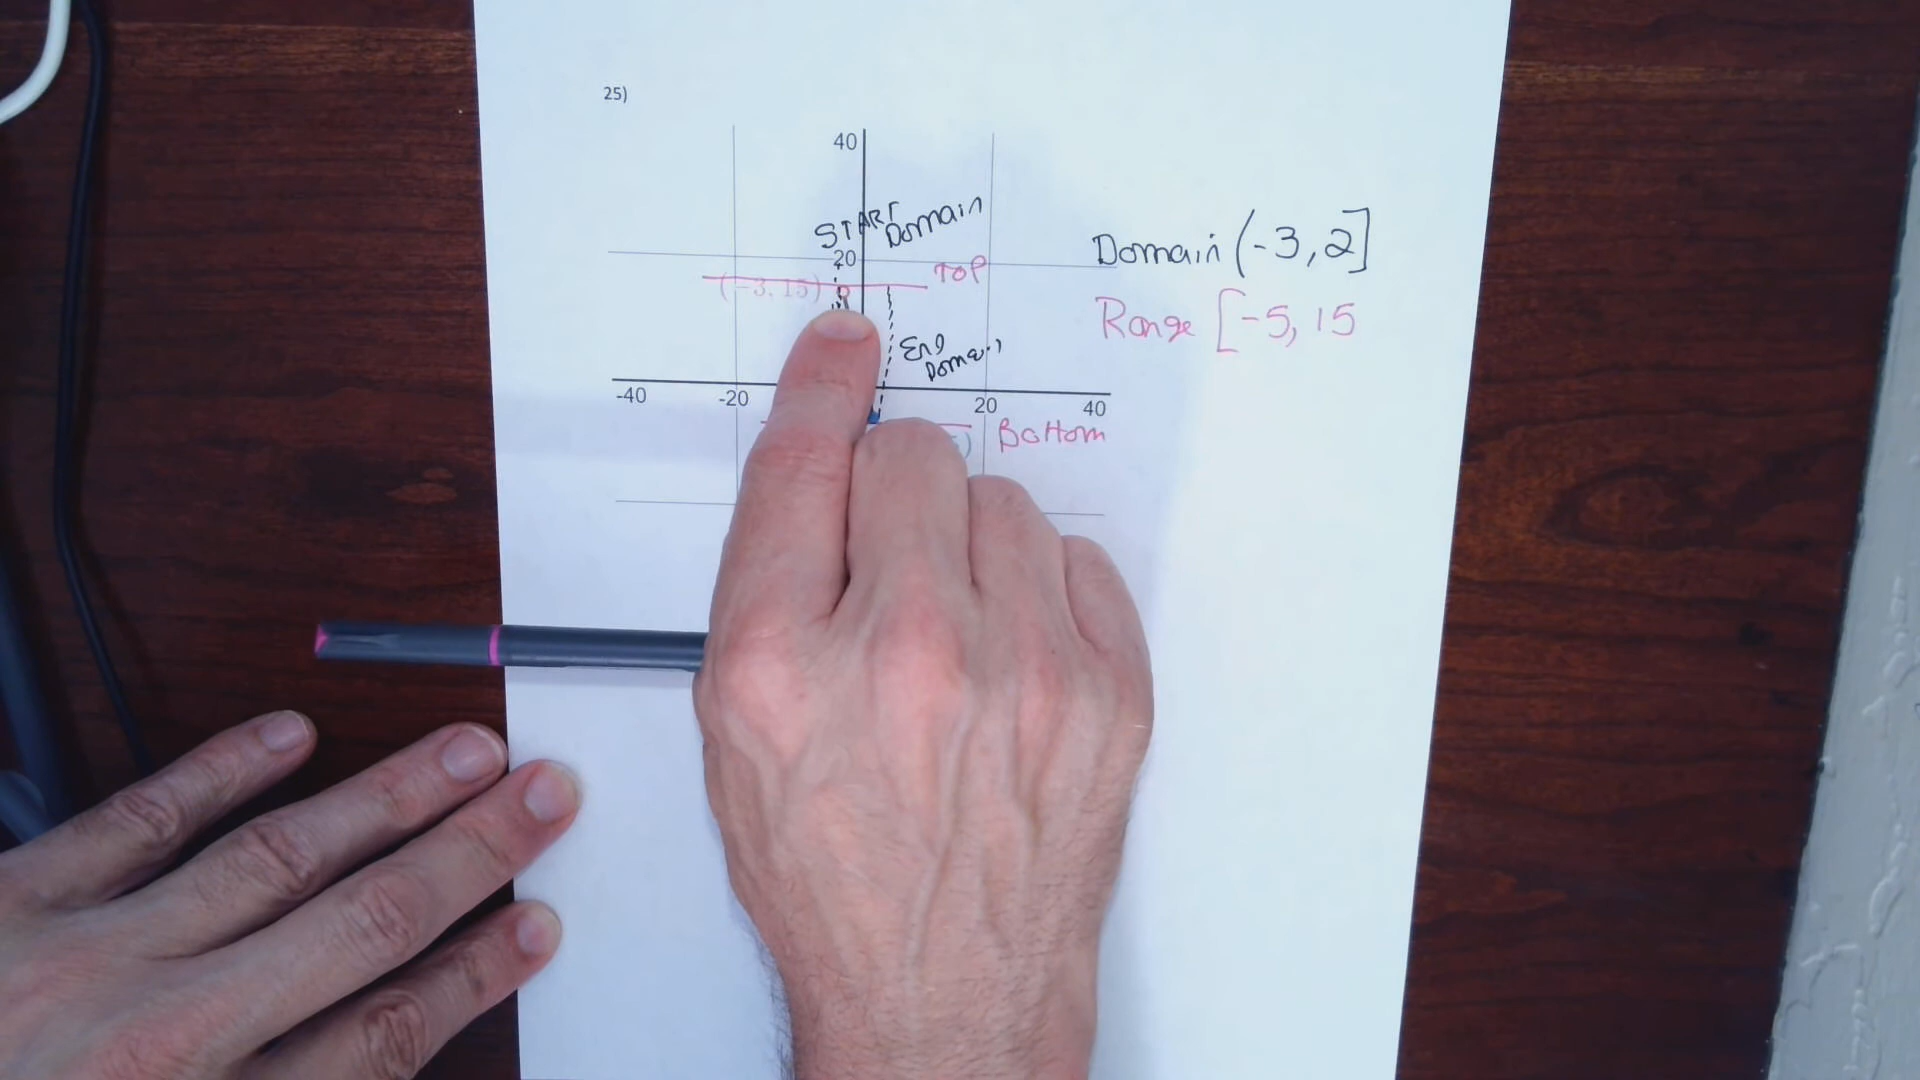 25)
40
START
Domain
20
TOP
(-3, 15)
Domain (-3, 2]
Range [-5, 15
End
Domain
-40 -20 20 40
Bottom
)